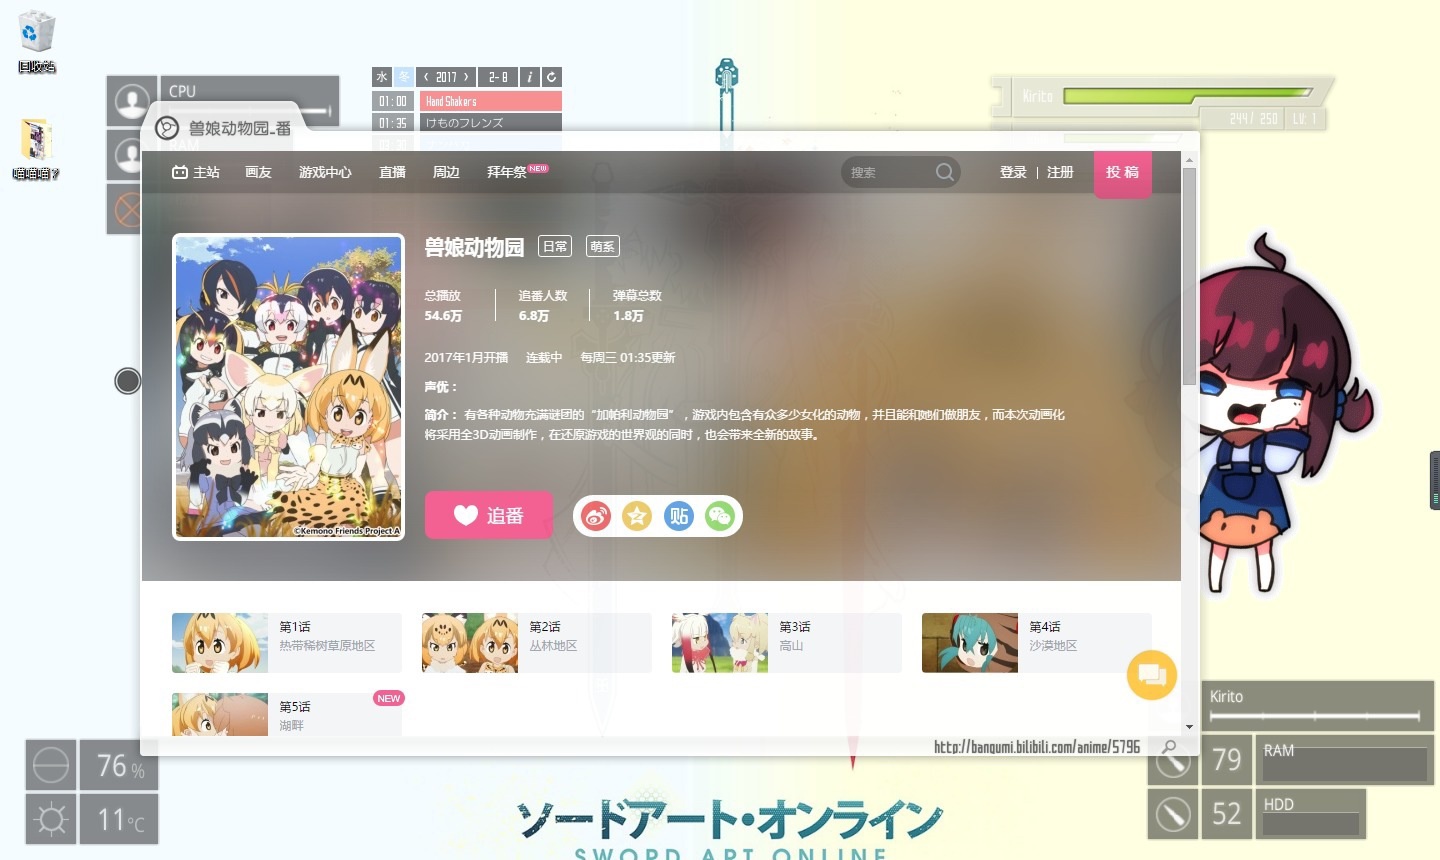 回收站
喵喵喵？
CPU
水 冬 2017 2-8 i
01:00 Hand Shakers
01:35 けものフレンズ
Kirito
249/ 250 LV: 1
兽娘动物园_番
主站 画友 游戏中心 直播 周边 拜年祭 NEW 搜索 登录 注册 投稿
兽娘动物园 日常 萌系
总播放 追番人数 弹幕总数
54.6万 6.8万 1.8万
2017年1月开播 连载中 每周三 01:35更新
声优：
简介： 有各种动物充满谜团的“加帕利动物园”，游戏内包含有众多少女化的动物，并且能和她们做朋友，而本次动画化
将采用全3D动画制作，在还原游戏的世界观的同时，也会带来全新的故事。
©Kemono Friends Project A
追番
贴
第1话
热带稀树草原地区
第2话
丛林地区
第3话
高山
第4话
沙漠地区
第5话 NEW
湖畔
http://bangumi.bilibili.com/anime/5796
76 %
11 °C
Kirito
79 RAM
52 HDD
ソードアート・オンライン
SWORD ART ONLINE